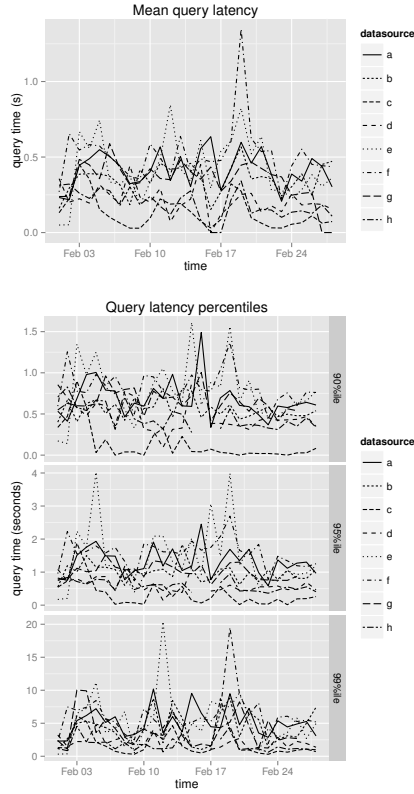 Mean query latency
query time (s)
1.0
0.5
0.0
Feb 03
Feb 10
Feb 17
Feb 24
time
datasource
a
b
c
d
e
f
g
h
Query latency percentiles
query time (seconds)
1.5
1.0
0.5
0.0
90%ile
4
3
2
1
0
95%ile
20
15
10
5
0
99%ile
Feb 03
Feb 10
Feb 17
Feb 24
time
datasource
a
b
c
d
e
f
g
h